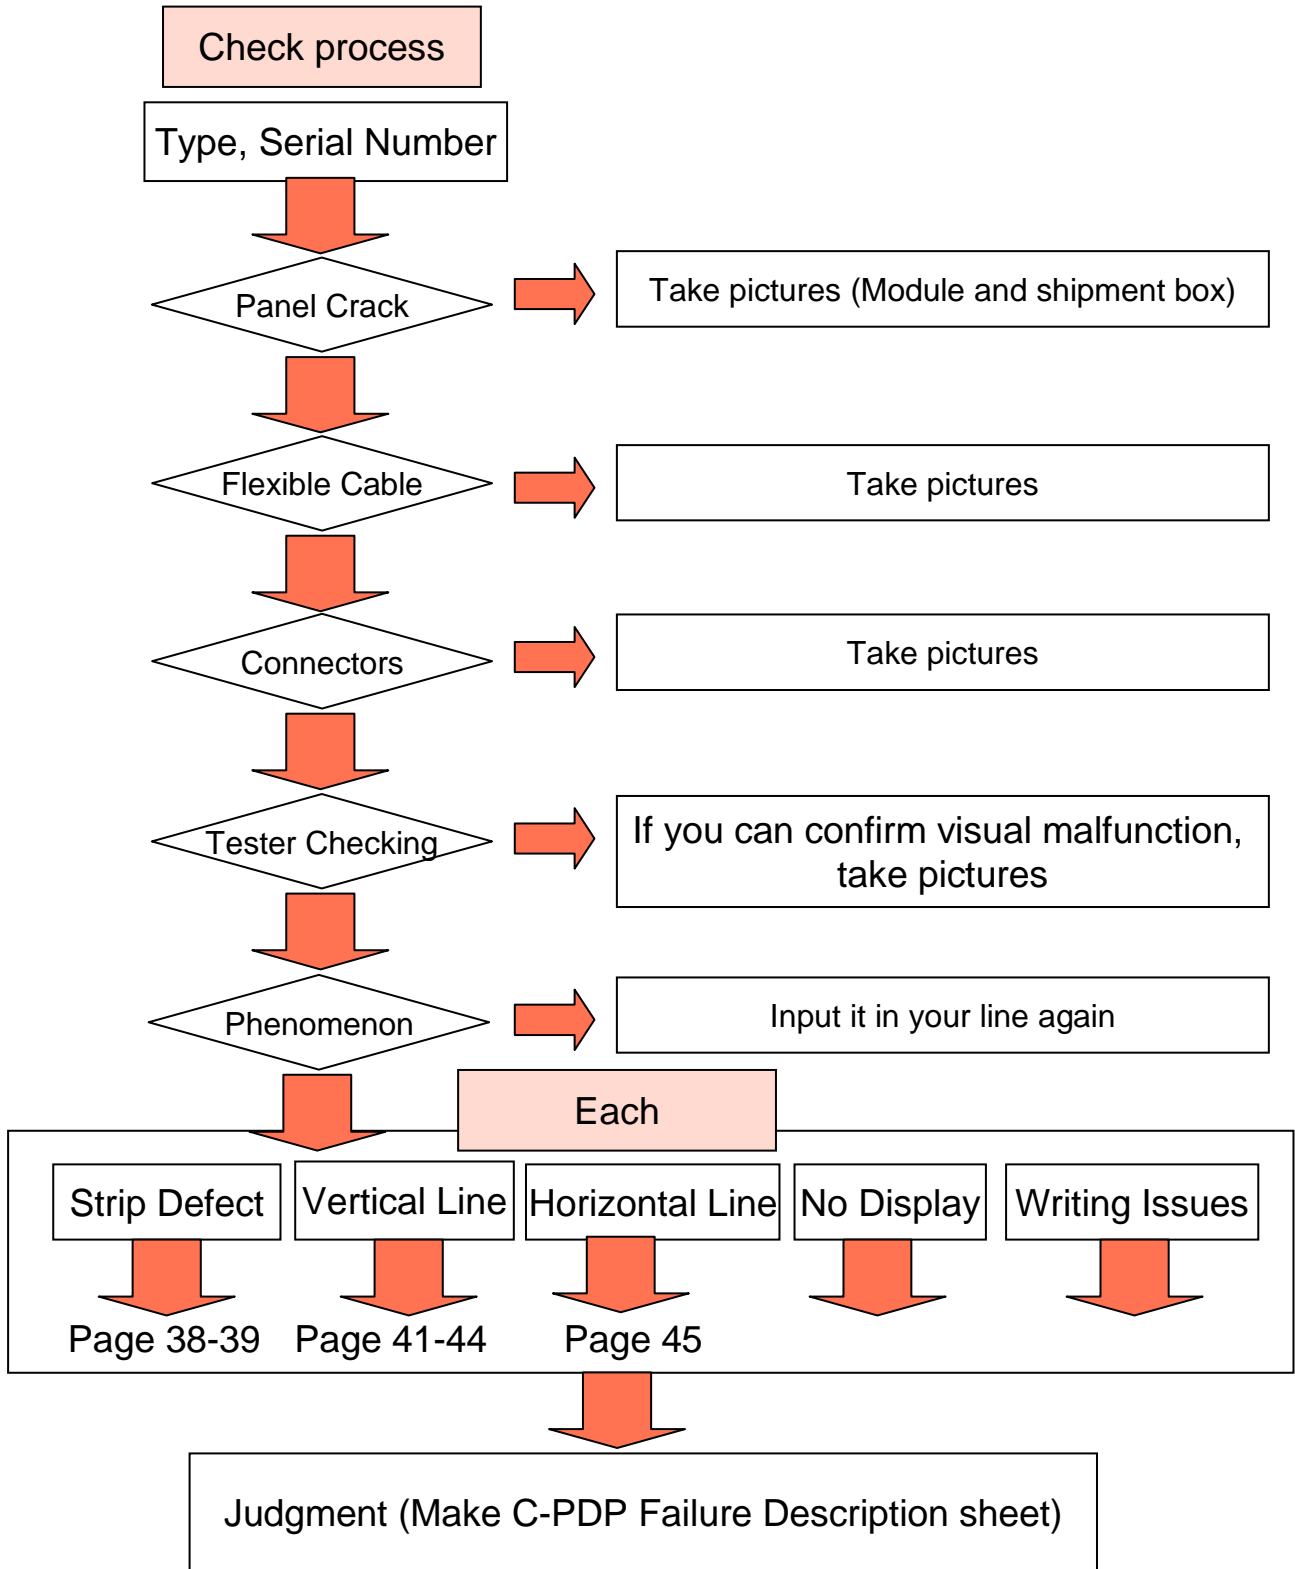 Check process
Type, Serial Number
Panel Crack
Take pictures (Module and shipment box)
Flexible Cable
Take pictures
Connectors
Take pictures
Tester Checking
If you can confirm visual malfunction,
take pictures
Phenomenon
Input it in your line again
Each
Strip Defect
Vertical Line
Horizontal Line
No Display
Writing Issues
Page 38-39
Page 41-44
Page 45
Judgment (Make C-PDP Failure Description sheet)